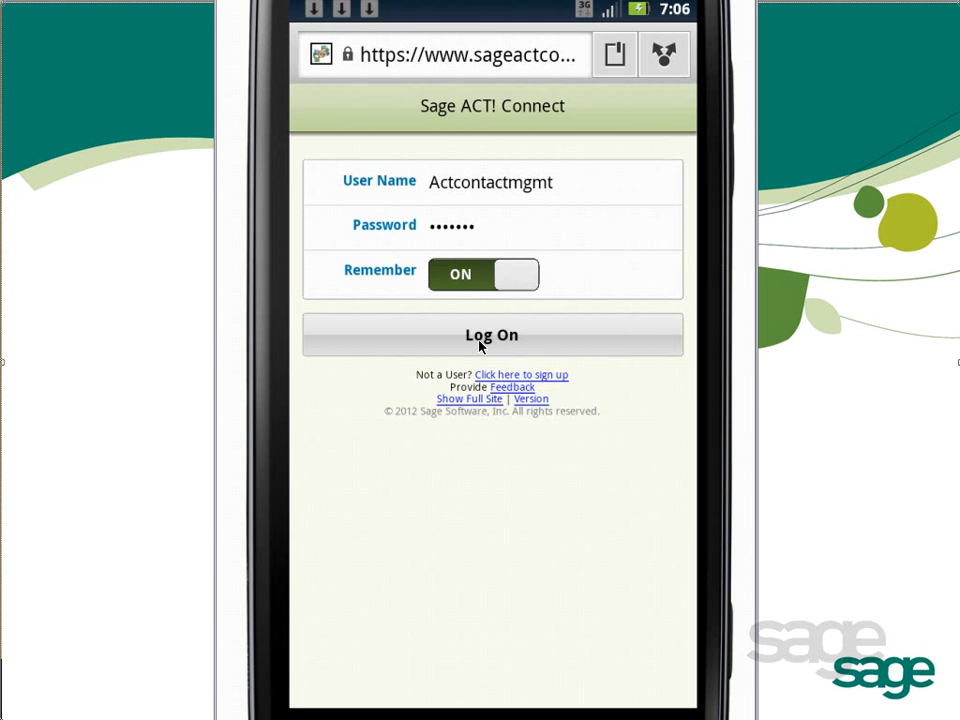 3G 7:06
https://www.sageactco...
Sage ACT! Connect
User Name Actcontactmgmt
Password •••••••
Remember ON
Log On
Not a User? Click here to sign up
Provide Feedback
Show Full Site | Version
© 2012 Sage Software, Inc. All rights reserved.
sage
sage